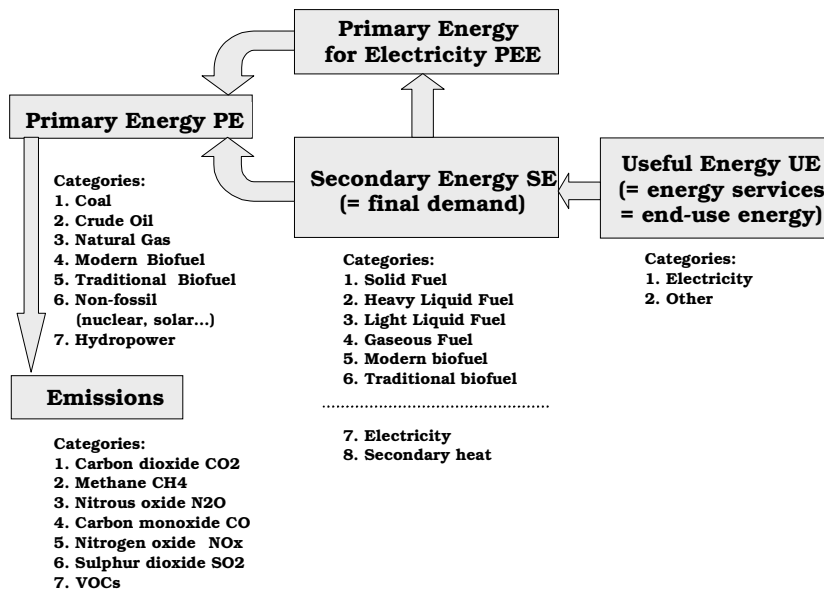 Primary Energy
for Electricity PEE
Primary Energy PE
Categories:
1. Coal
2. Crude Oil
3. Natural Gas
4. Modern Biofuel
5. Traditional Biofuel
6. Non-fossil
(nuclear, solar...)
7. Hydropower
Secondary Energy SE
(= final demand)
Categories:
1. Solid Fuel
2. Heavy Liquid Fuel
3. Light Liquid Fuel
4. Gaseous Fuel
5. Modern biofuel
6. Traditional biofuel
7. Electricity
8. Secondary heat
Useful Energy UE
(= energy services
= end-use energy)
Categories:
1. Electricity
2. Other
Emissions
Categories:
1. Carbon dioxide CO2
2. Methane CH4
3. Nitrous oxide N2O
4. Carbon monoxide CO
5. Nitrogen oxide NOx
6. Sulphur dioxide SO2
7. VOCs